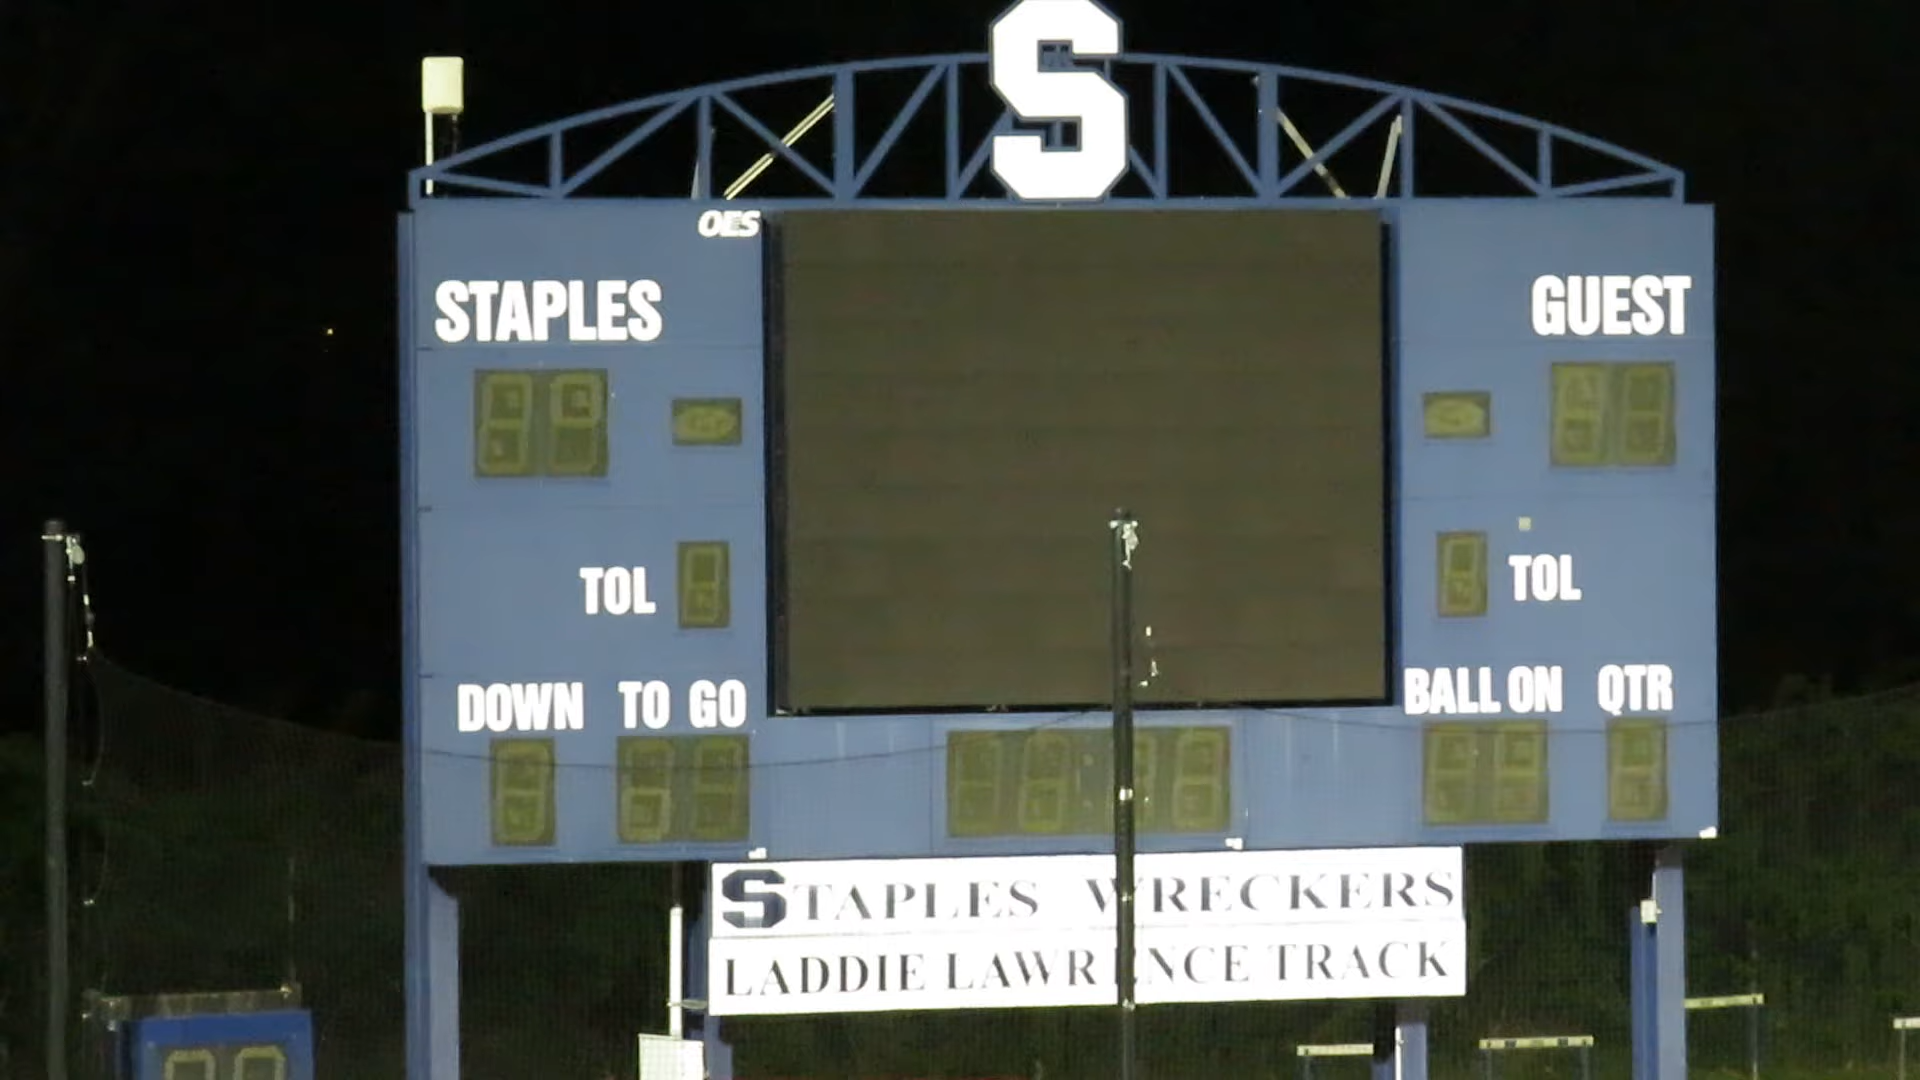 S
OES
STAPLES
GUEST
TOL
TOL
DOWN TO GO
BALL ON QTR
STAPLES WRECKERS
LADDIE LAWRENCE TRACK